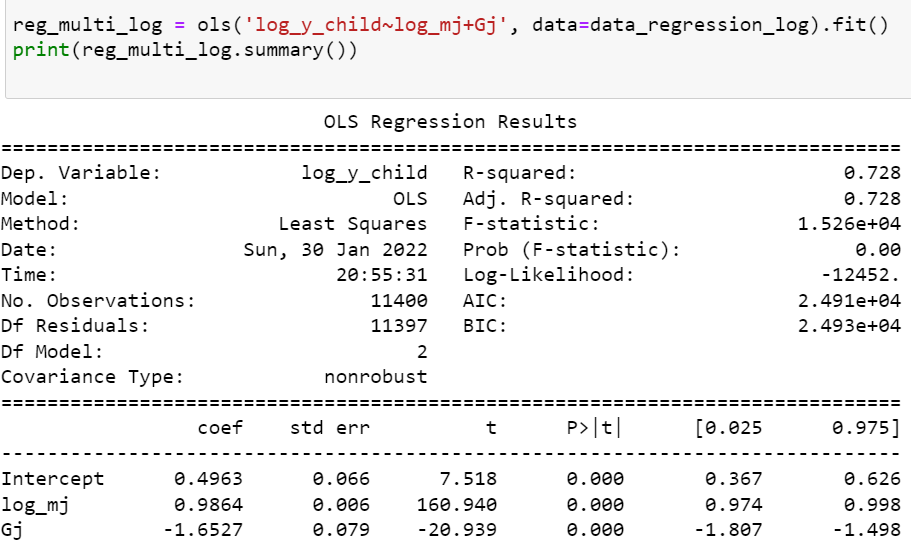 reg_multi_log = ols('log_y_child~log_mj+Gj', data=data_regression_log).fit()
print(reg_multi_log.summary())
OLS Regression Results
==============================================================================
Dep. Variable: log_y_child R-squared: 0.728
Model: OLS Adj. R-squared: 0.728
Method: Least Squares F-statistic: 1.526e+04
Date: Sun, 30 Jan 2022 Prob (F-statistic): 0.00
Time: 20:55:31 Log-Likelihood: -12452.
No. Observations: 11400 AIC: 2.491e+04
Df Residuals: 11397 BIC: 2.493e+04
Df Model: 2
Covariance Type: nonrobust
==============================================================================
coef std err t P>|t| [0.025 0.975]
------------------------------------------------------------------------------
Intercept 0.4963 0.066 7.518 0.000 0.367 0.626
log_mj 0.9864 0.006 160.940 0.000 0.974 0.998
Gj -1.6527 0.079 -20.939 0.000 -1.807 -1.498